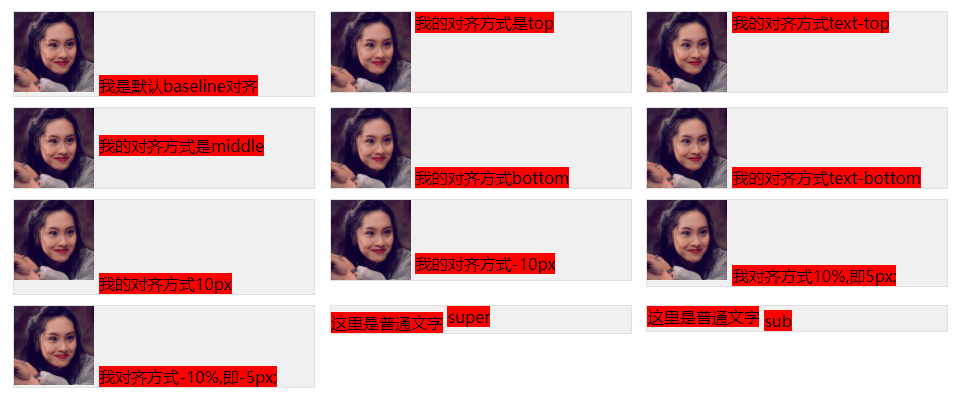 我是默认baseline对齐
我的对齐方式是top
我的对齐方式text-top
我的对齐方式是middle
我的对齐方式bottom
我的对齐方式text-bottom
我的对齐方式10px
我的对齐方式-10px
我对齐方式10%,即5px;
我对齐方式-10%,即-5px;
这里是普通文字 super
这里是普通文字 sub